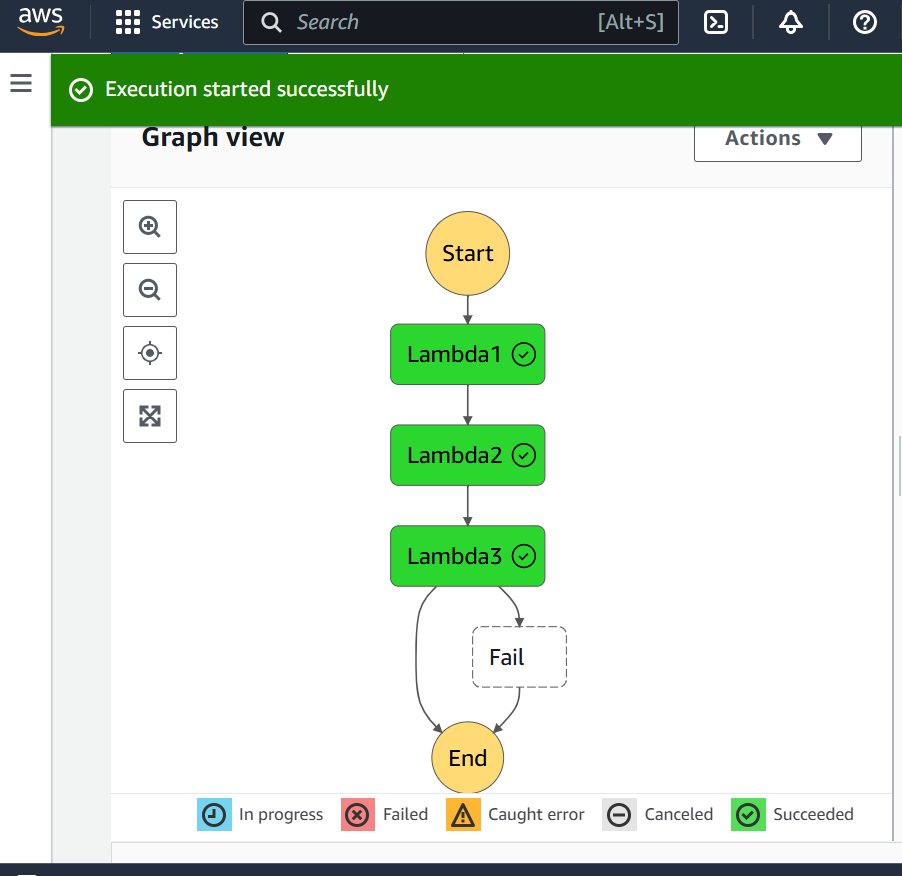 aws
Services
Search
[Alt+S]
Execution started successfully
Graph view
Actions
Start
Lambda1
Lambda2
Lambda3
Fail
End
In progress
Failed
Caught error
Canceled
Succeeded